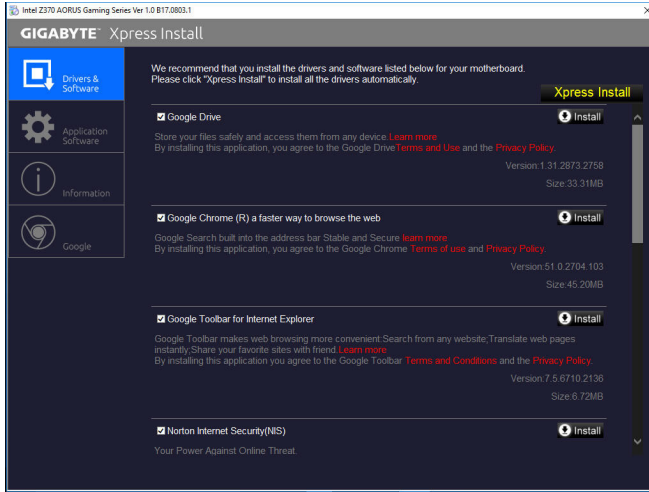 Intel Z370 AORUS Gaming Series Ver 1.0 B17.0803.1
GIGABYTE™ Xpress Install
Drivers &
Software
Application
Software
Information
Google
We recommend that you install the drivers and software listed below for your motherboard.
Please click "Xpress Install" to install all the drivers automatically.
Xpress Install
Google Drive
Install
Store your files safely and access them from any device.Learn more
By installing this application, you agree to the Google DriveTerms and Use and the Privacy Policy.
Version:1.31.2873.2758
Size:33.31MB
Google Chrome (R) a faster way to browse the web
Install
Google Search built into the address bar Stable and Secure learn more
By installing this application, you agree to the Google Chrome Terms of use and Privacy Policy.
Version:51.0.2704.103
Size:45.20MB
Google Toolbar for Internet Explorer
Install
Google Toolbar makes web browsing more convenient:Search from any website;Translate web pages
instantly;Share your favorite sites with friend.Learn more
By installing this application you agree to the Google Toolbar Terms and Conditions and the Privacy Policy.
Version:7.5.6710.2136
Size:6.72MB
Norton Internet Security(NIS)
Install
Your Power Against Online Threat.